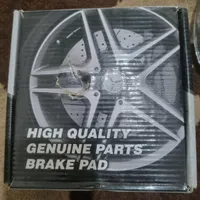 HIGH QUALITY
GENUINE PARTS
BRAKE PAD